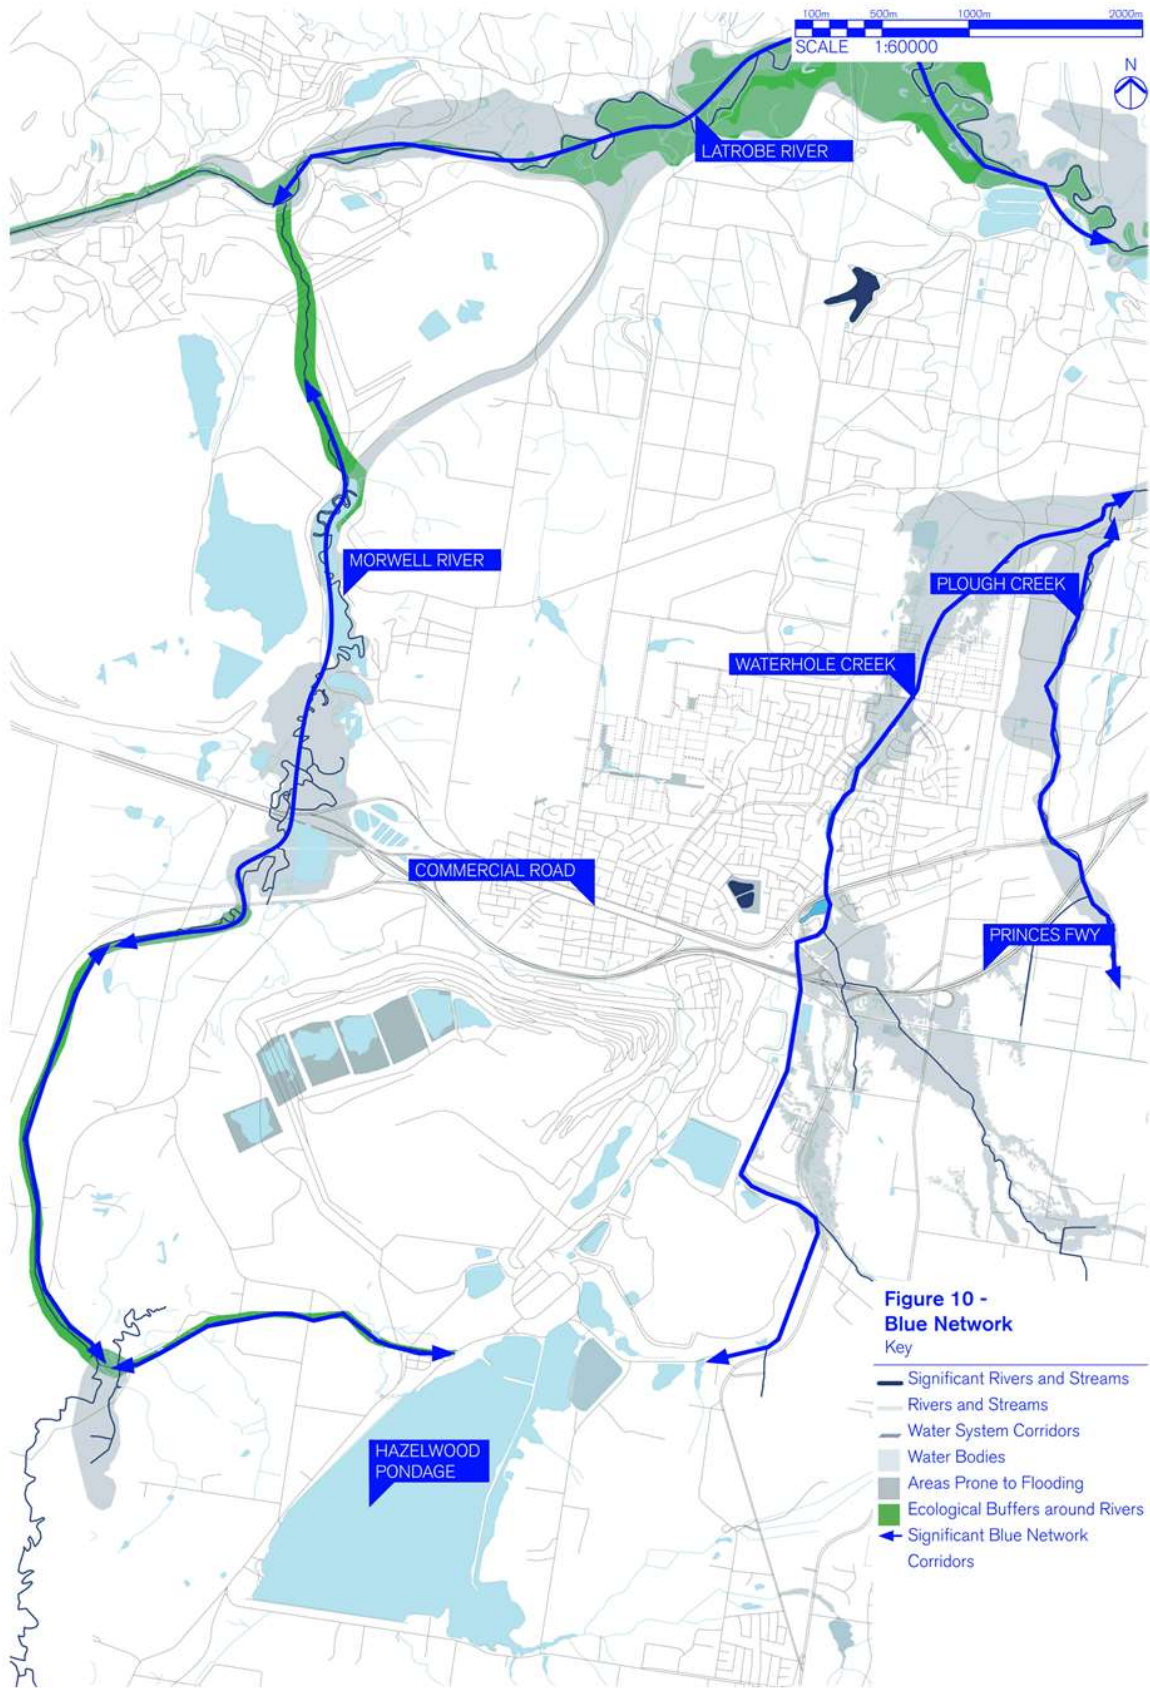 100m 500m 1000m 2000m
SCALE 1:60000
N
LATROBE RIVER
MORWELL RIVER
PLOUGH CREEK
WATERHOLE CREEK
COMMERCIAL ROAD
PRINCES FWY
HAZELWOOD
PONDAGE
Figure 10 -
Blue Network
Key
Significant Rivers and Streams
Rivers and Streams
Water System Corridors
Water Bodies
Areas Prone to Flooding
Ecological Buffers around Rivers
Significant Blue Network
Corridors